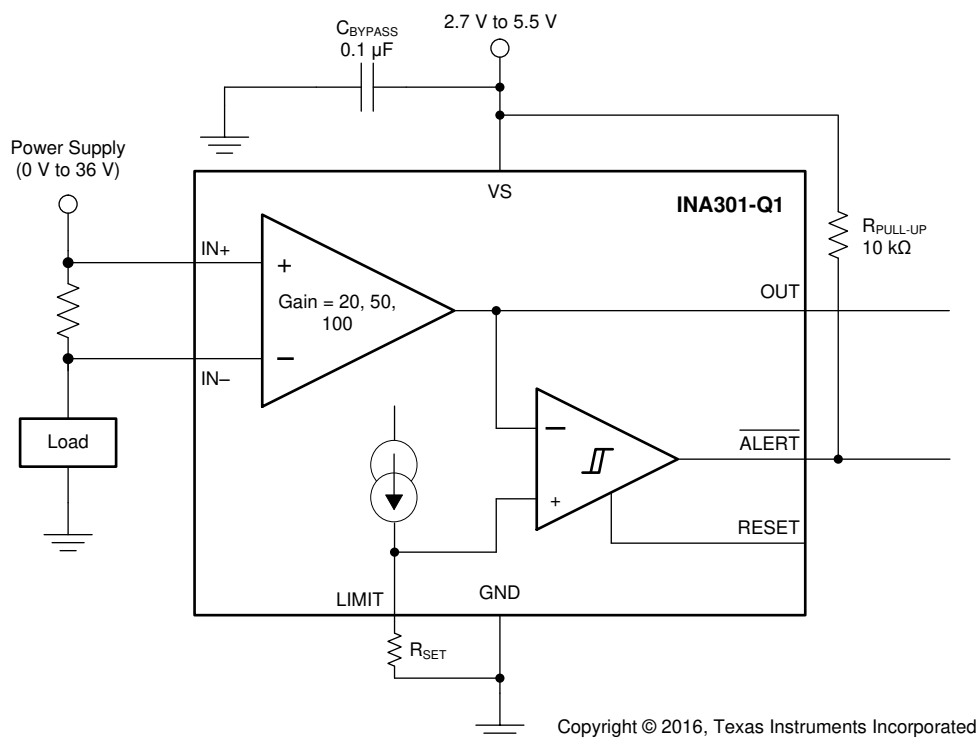 2.7 V to 5.5 V
CBYPASS
0.1 µF
Power Supply
(0 V to 36 V)
VS
INA301-Q1
RPULL-UP
10 kΩ
IN+
+
Gain = 20, 50,
100
OUT
−
IN−
Load
−
ALERT
+
RESET
LIMIT
GND
RSET
Copyright © 2016, Texas Instruments Incorporated